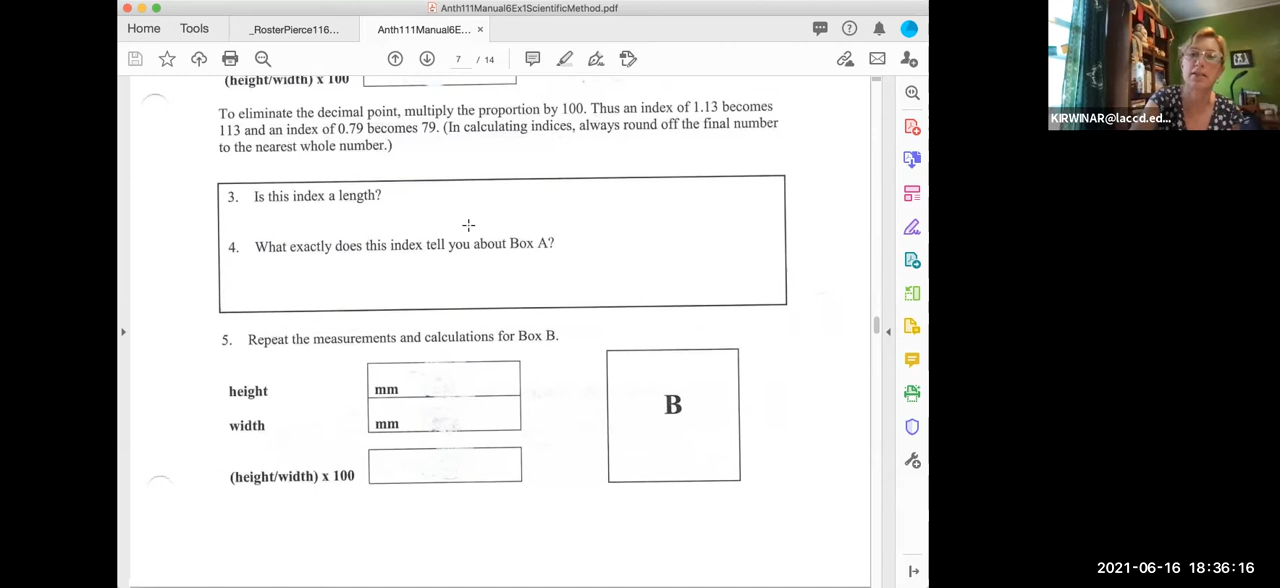 Anth111Manual6Ex1ScientificMethod.pdf
Home Tools _RosterPierce116... Anth111Manual6E... ×
7 / 14
(height/width) x 100
To eliminate the decimal point, multiply the proportion by 100. Thus an index of 1.13 becomes
113 and an index of 0.79 becomes 79. (In calculating indices, always round off the final number
to the nearest whole number.)
3. Is this index a length?
4. What exactly does this index tell you about Box A?
5. Repeat the measurements and calculations for Box B.
height mm
width mm
B
(height/width) x 100
KIRWINAR@laccd.ed...
2021-06-16 18:36:16